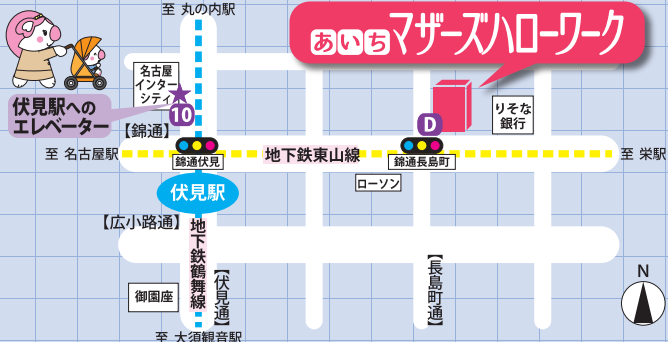 至 丸の内駅
あいちマザーズハローワーク
名古屋
インター
シティ
伏見駅への
エレベーター
10
D
りそな
銀行
【錦通】
至 名古屋駅
錦通伏見
地下鉄東山線
錦通長島町
至 栄駅
ローソン
伏見駅
【広小路通】
地下鉄鶴舞線
【伏見通】
【長島町通】
御園座
至 大須観音駅
N